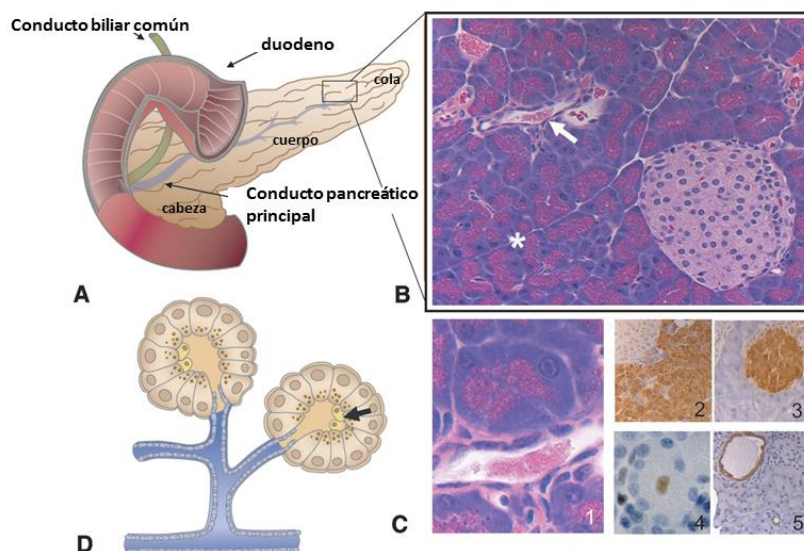 Conducto biliar común
duodeno
cola
cuerpo
Conducto pancreático
principal
cabeza
A
B
*
D
C
1
2
3
4
5